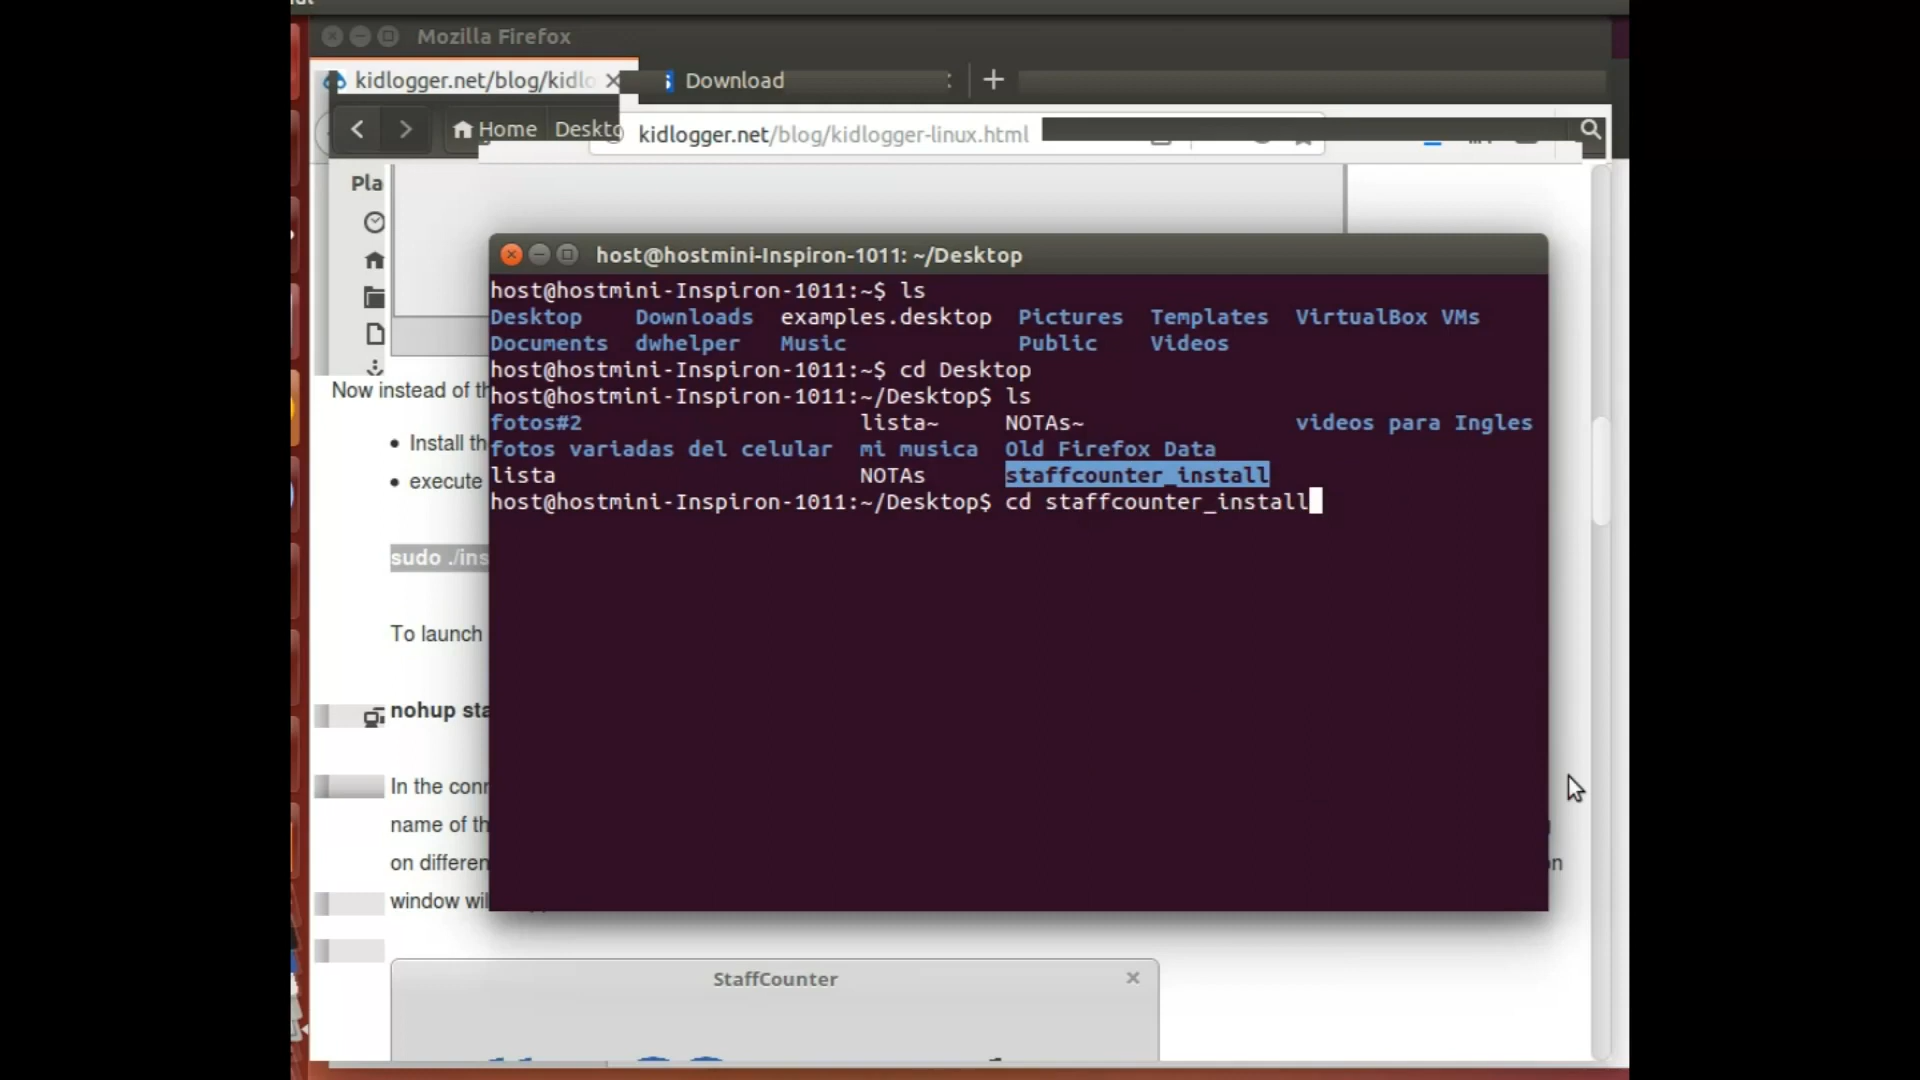 Mozilla Firefox
kidlogger.net/blog/kidlo
Download
Home
Deskto
kidlogger.net/blog/kidlogger-linux.html
Pla
host@hostmini-Inspiron-1011: ~/Desktop
host@hostmini-Inspiron-1011:~$ ls
Desktop Downloads examples.desktop Pictures Templates VirtualBox VMs
Documents dwhelper Music Public Videos
host@hostmini-Inspiron-1011:~$ cd Desktop
host@hostmini-Inspiron-1011:~/Desktop$ ls
fotos#2 lista~ NOTAs~ videos para Ingles
fotos variadas del celular mi musica Old Firefox Data
lista NOTAs staffcounter_install
host@hostmini-Inspiron-1011:~/Desktop$ cd staffcounter_install
Now instead of th
Install th
execute
sudo ./ins
To launch
nohup sta
In the conn
name of th
on differen
on
window wil
StaffCounter